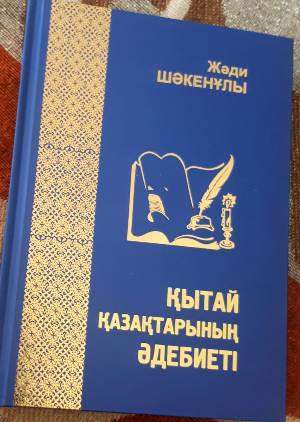 Жәди
ШӘКЕНҰЛЫ
ҚЫТАЙ
ҚАЗАҚТАРЫНЫҢ
ӘДЕБИЕТІ